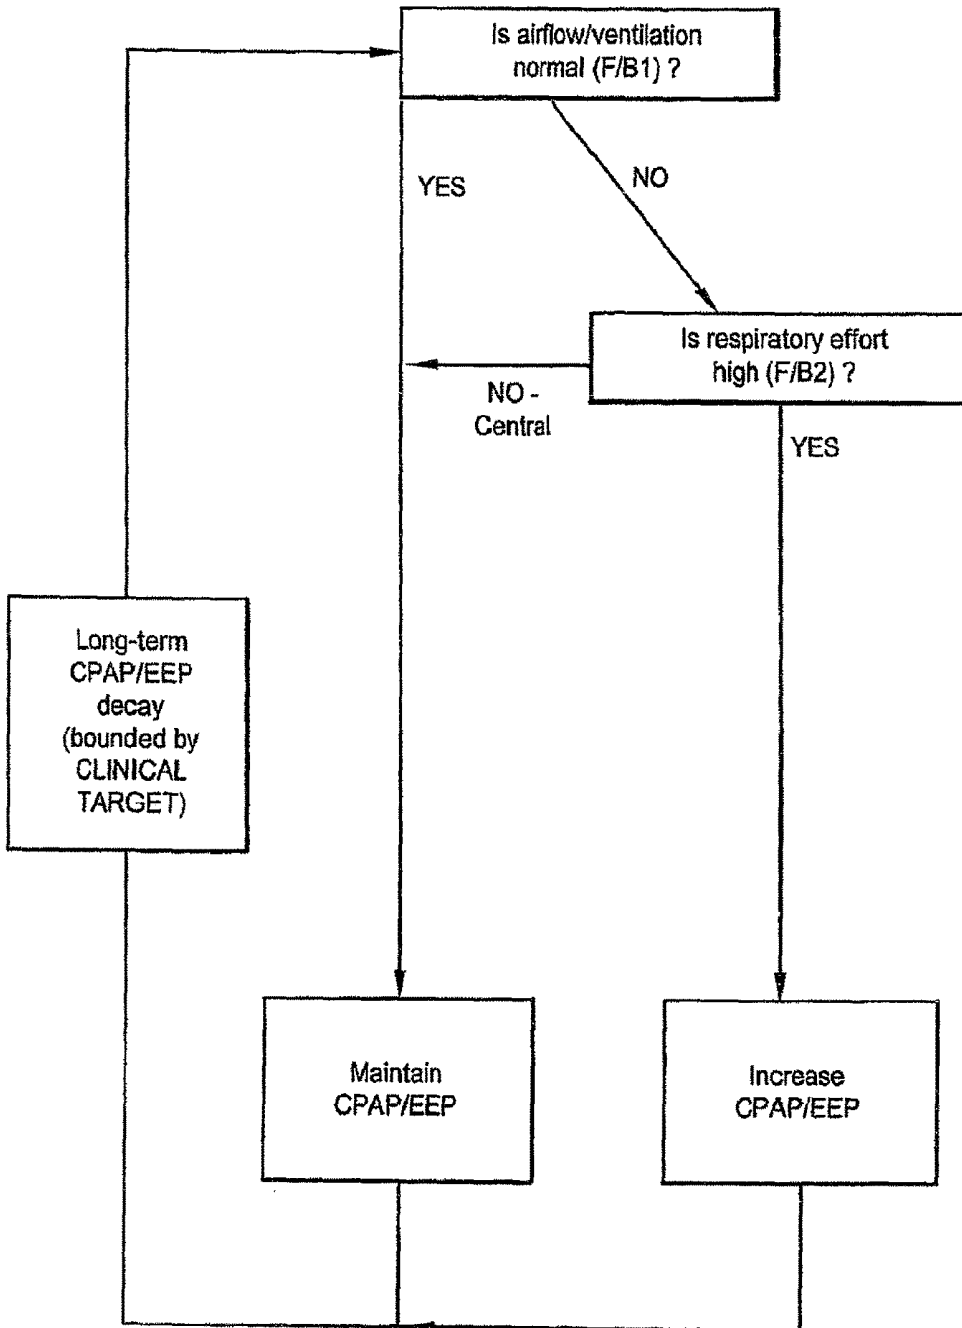 Is airflow/ventilation
normal (F/B1) ?
YES
NO
Is respiratory effort
high (F/B2) ?
NO -
Central
YES
Long-term
CPAP/EEP
decay
(bounded by
CLINICAL
TARGET)
Maintain
CPAP/EEP
Increase
CPAP/EEP